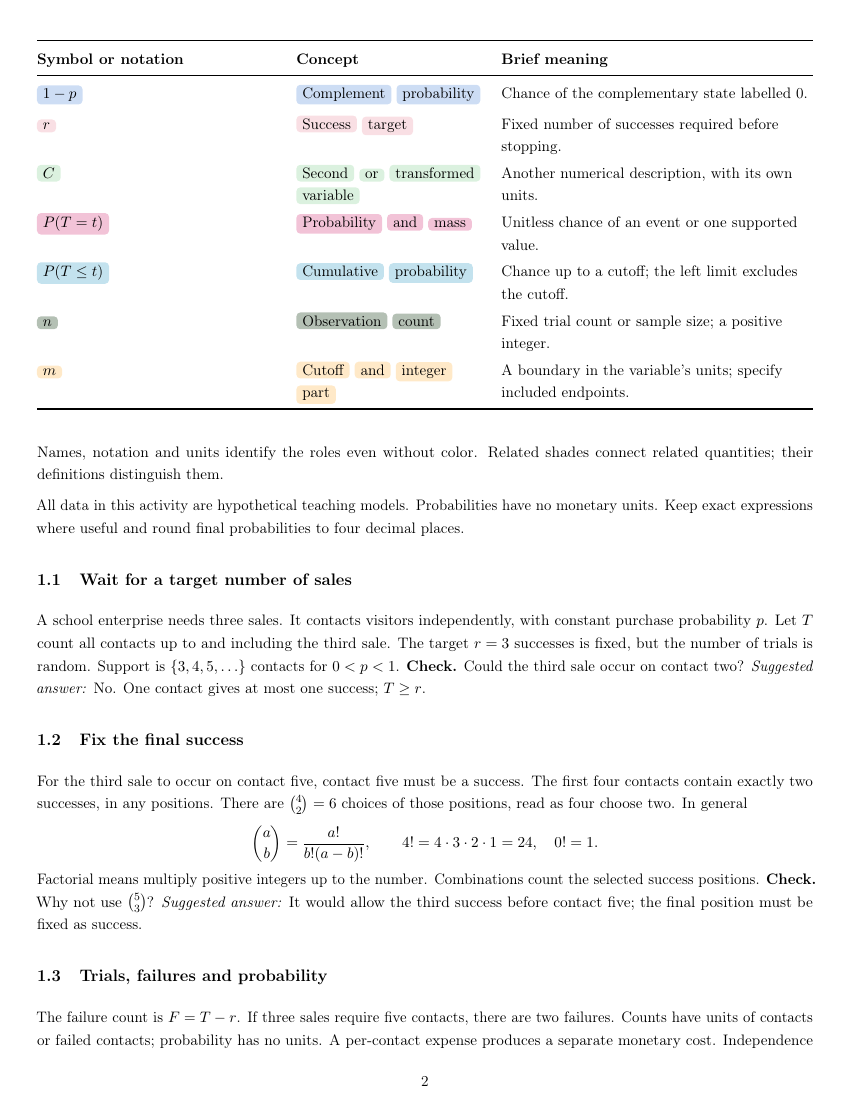 Symbol or notation Concept Brief meaning
1 − p Complement probability Chance of the complementary state labelled 0.
r Success target Fixed number of successes required before
stopping.
C Second or transformed Another numerical description, with its own
variable units.
P(T = t) Probability and mass Unitless chance of an event or one supported
value.
P(T ≤ t) Cumulative probability Chance up to a cutoff; the left limit excludes
the cutoff.
n Observation count Fixed trial count or sample size; a positive
integer.
m Cutoff and integer A boundary in the variable's units; specify
part included endpoints.
Names, notation and units identify the roles even without color. Related shades connect related quantities; their
definitions distinguish them.
All data in this activity are hypothetical teaching models. Probabilities have no monetary units. Keep exact expressions
where useful and round final probabilities to four decimal places.
1.1 Wait for a target number of sales
A school enterprise needs three sales. It contacts visitors independently, with constant purchase probability p. Let T
count all contacts up to and including the third sale. The target r = 3 successes is fixed, but the number of trials is
random. Support is {3, 4, 5, . . .} contacts for 0 < p < 1. Check. Could the third sale occur on contact two? Suggested
answer: No. One contact gives at most one success; T ≥ r.
1.2 Fix the final success
For the third sale to occur on contact five, contact five must be a success. The first four contacts contain exactly two
successes, in any positions. There are (4 2) = 6 choices of those positions, read as four choose two. In general
(a b) = a! / b!(a − b)!, 4! = 4 · 3 · 2 · 1 = 24, 0! = 1.
Factorial means multiply positive integers up to the number. Combinations count the selected success positions. Check.
Why not use (5 3)? Suggested answer: It would allow the third success before contact five; the final position must be
fixed as success.
1.3 Trials, failures and probability
The failure count is F = T − r. If three sales require five contacts, there are two failures. Counts have units of contacts
or failed contacts; probability has no units. A per-contact expense produces a separate monetary cost. Independence
2